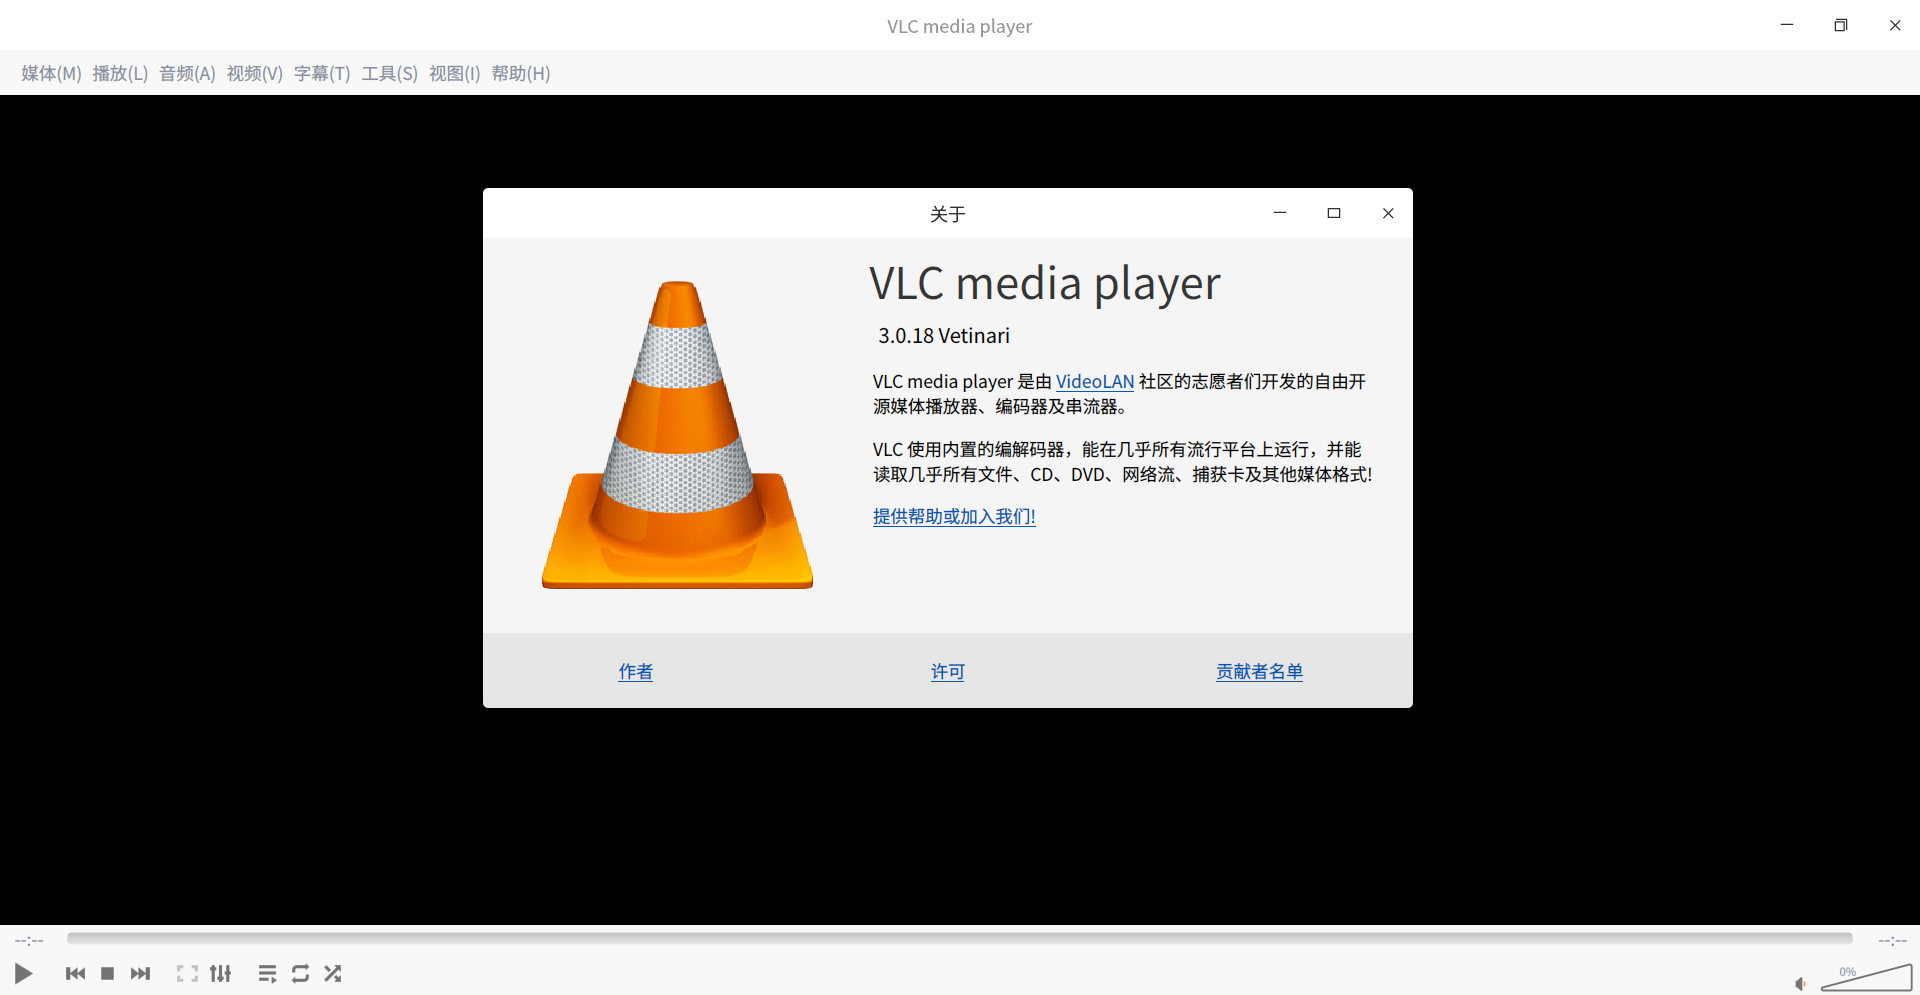 VLC media player
媒体(M) 播放(L) 音频(A) 视频(V) 字幕(T) 工具(S) 视图(I) 帮助(H)
关于
VLC media player
3.0.18 Vetinari
VLC media player 是由 VideoLAN 社区的志愿者们开发的自由开
源媒体播放器、编码器及串流器。
VLC 使用内置的编解码器，能在几乎所有流行平台上运行，并能
读取几乎所有文件、CD、DVD、网络流、捕获卡及其他媒体格式!
提供帮助或加入我们!
作者 许可 贡献者名单
--:-- --:--
0%